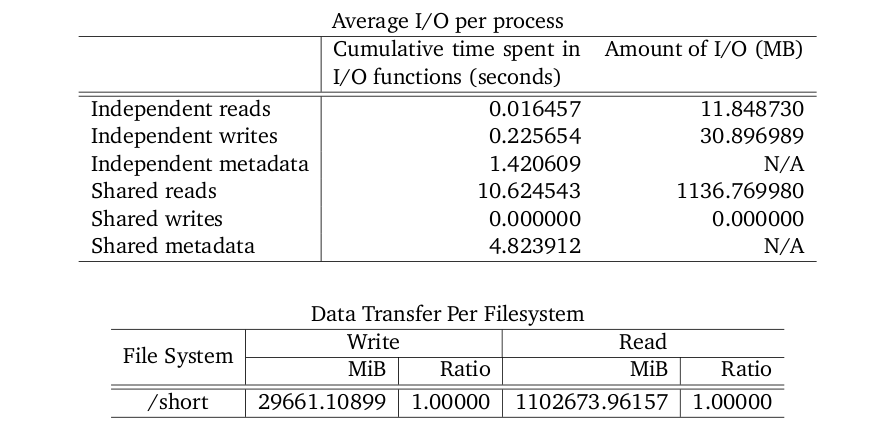 Average I/O per process
Cumulative time spent in I/O functions (seconds) Amount of I/O (MB)
Independent reads 0.016457 11.848730
Independent writes 0.225654 30.896989
Independent metadata 1.420609 N/A
Shared reads 10.624543 1136.769980
Shared writes 0.000000 0.000000
Shared metadata 4.823912 N/A
Data Transfer Per Filesystem
File System Write Read
MiB Ratio MiB Ratio
/short 29661.10899 1.00000 1102673.96157 1.00000